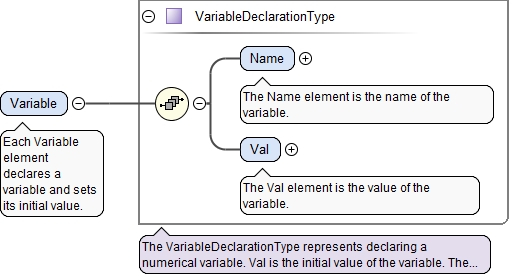 VariableDeclarationType
Name
The Name element is the name of the
variable.
Variable
Each Variable
element
declares a
variable and sets
its initial value.
Val
The Val element is the value of the
variable.
The VariableDeclarationType represents declaring a
numerical variable. Val is the initial value of the variable. The...